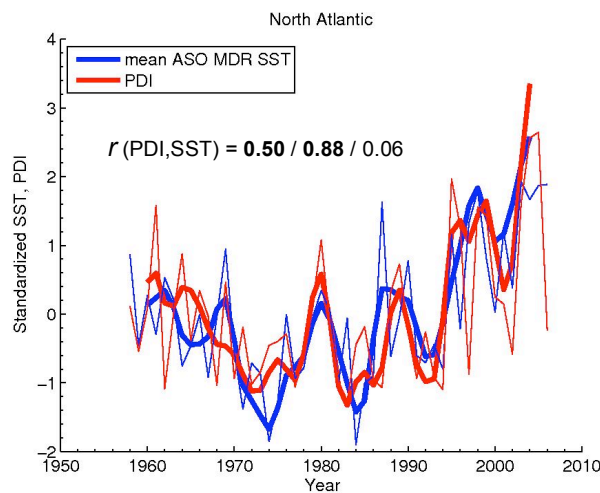 North Atlantic
4
mean ASO MDR SST
PDI
3
r (PDI,SST) = 0.50 / 0.88 / 0.06
2
1
0
−1
−2
Standardized SST, PDI
1950 1960 1970 1980 1990 2000 2010
Year